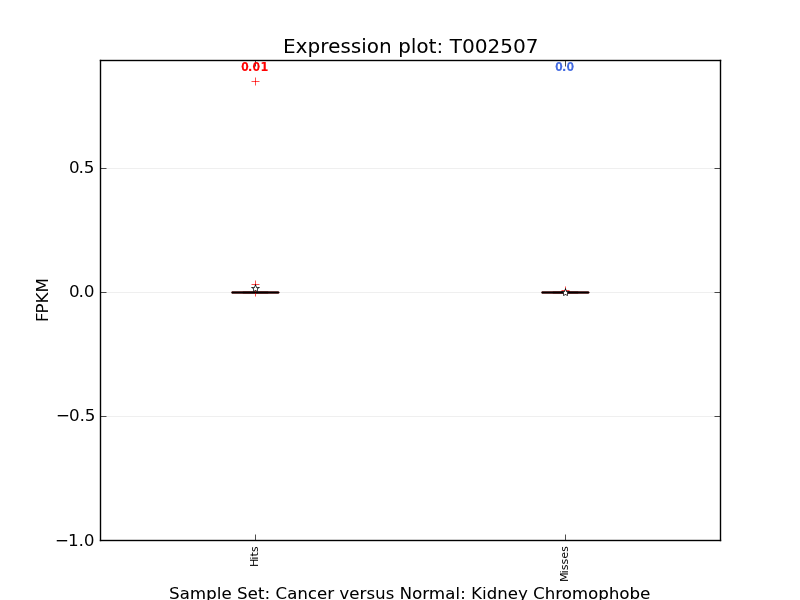 Expression plot: T002507
0.01
0.0
0.5
0.0
−0.5
−1.0
FPKM
Hits
Misses
Sample Set: Cancer versus Normal: Kidney Chromophobe